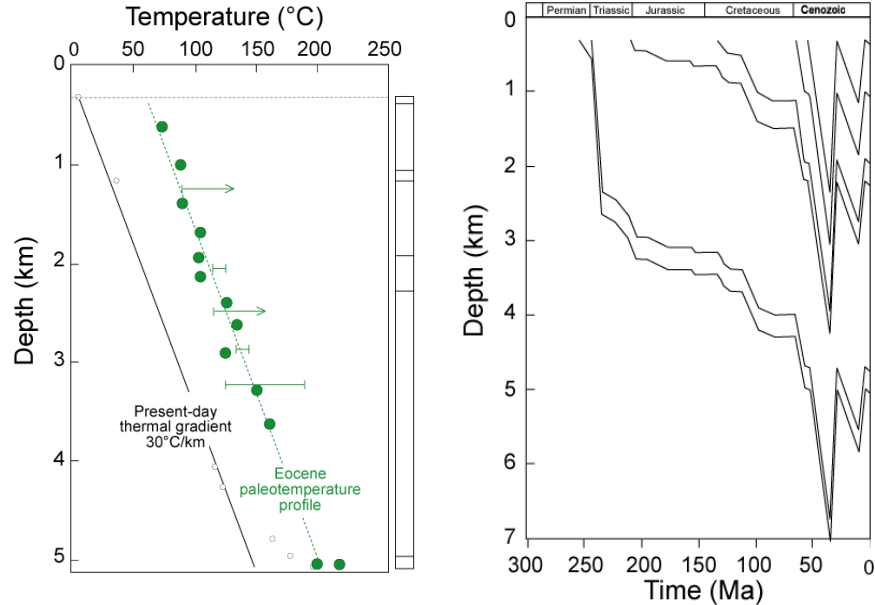 Temperature (°C)
0 50 100 150 200 250
0
1
2
3
4
5
Depth (km)
Present-day
thermal gradient
30°C/km
Eocene
paleotemperature
profile
Permian Triassic Jurassic Cretaceous Cenozoic
0
1
2
3
4
5
6
7
Depth (km)
300 250 200 150 100 50 0
Time (Ma)